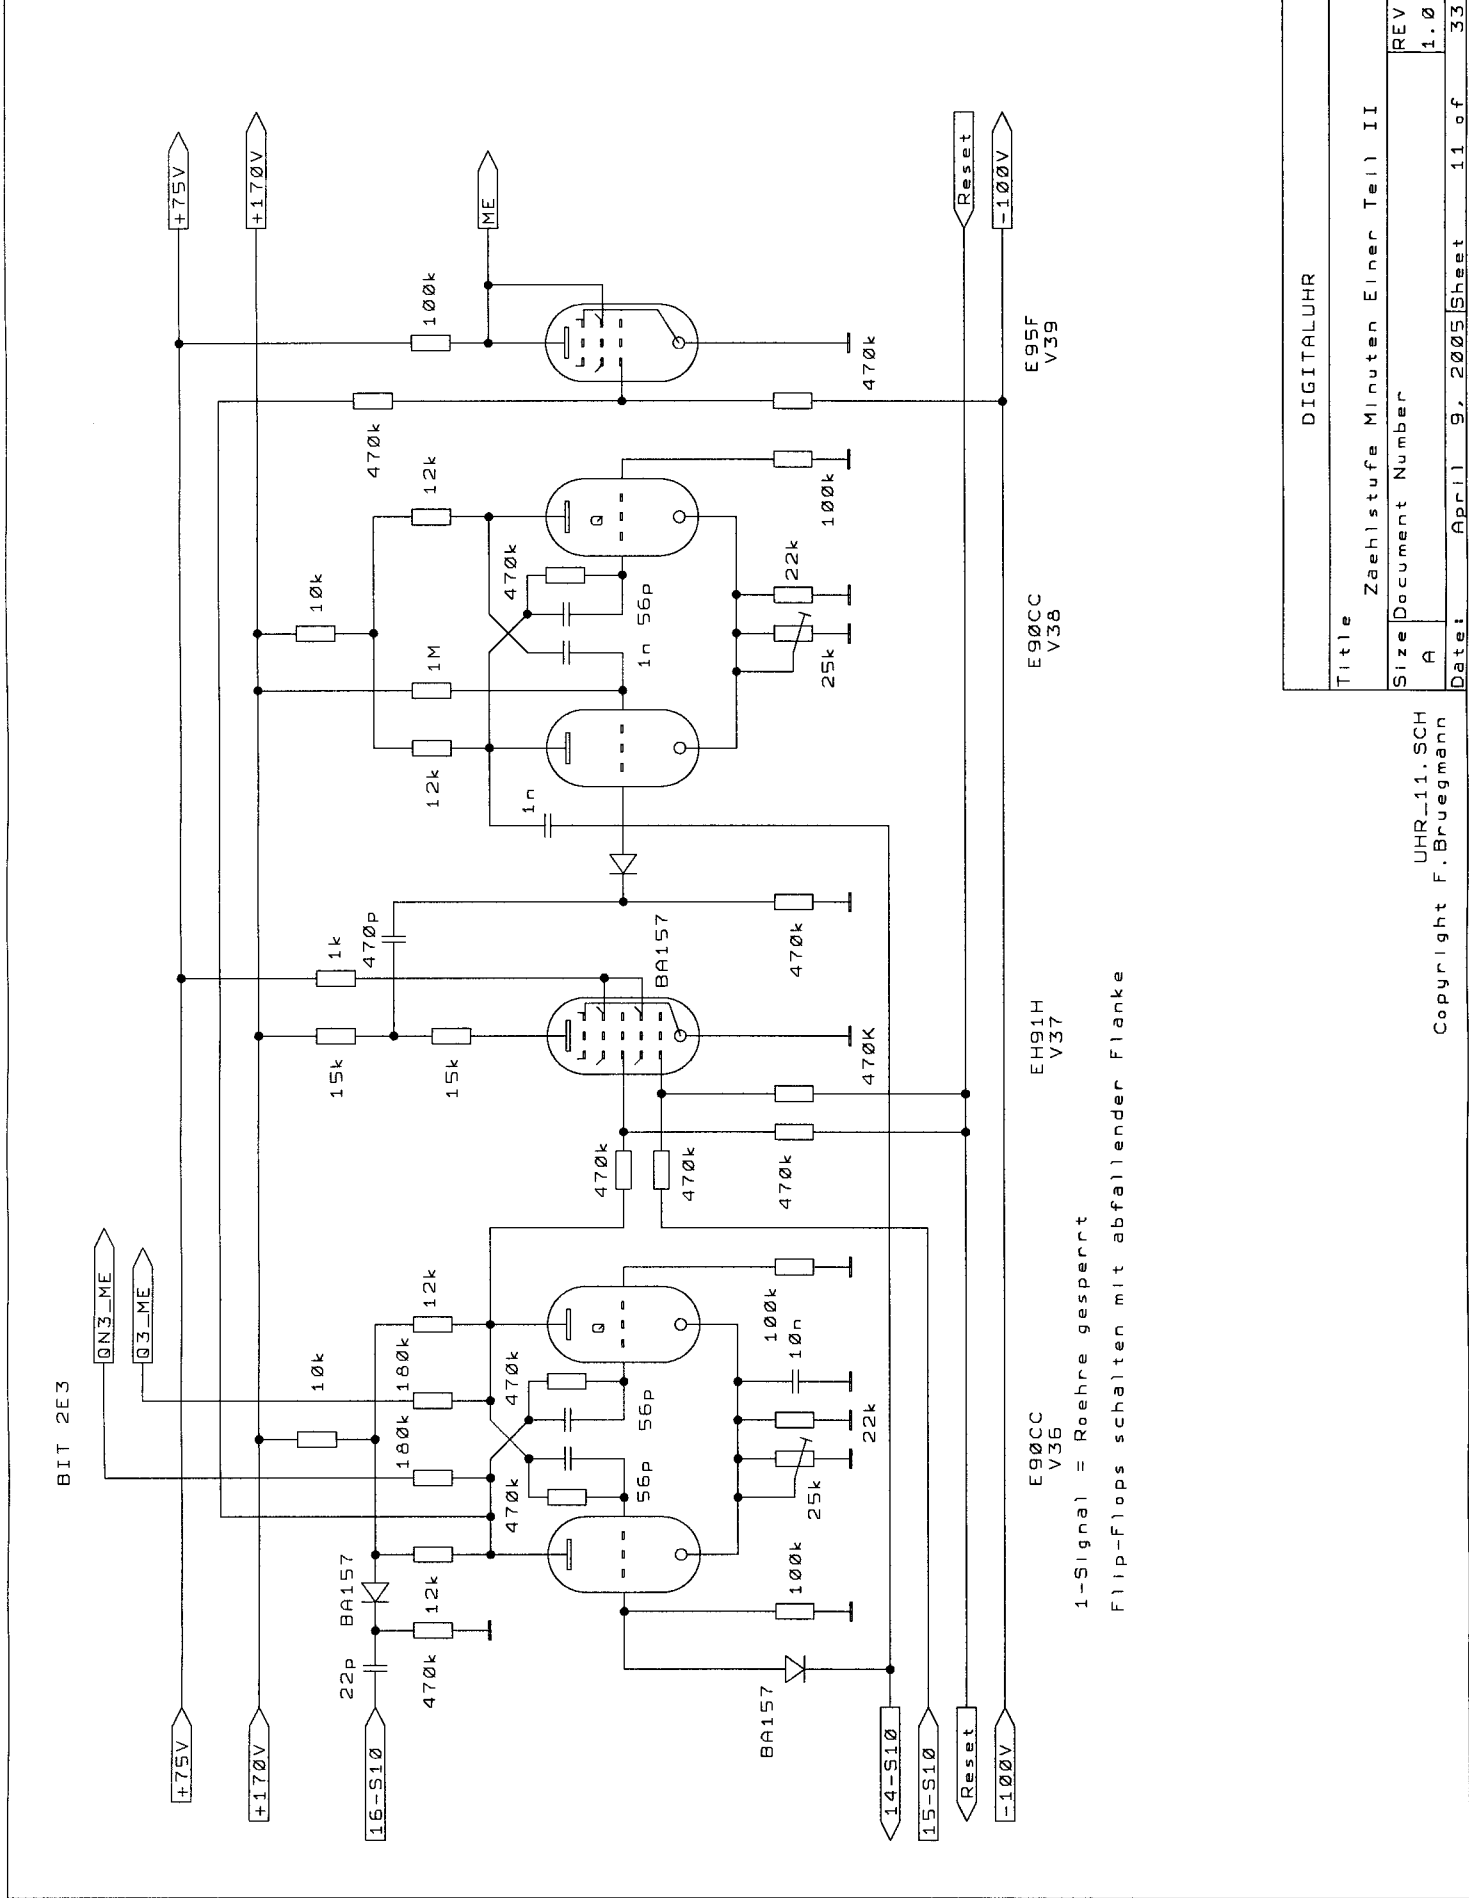 BIT 2E3
QN3_ME
Q3_ME
+75V
+75V
+170V
+170V
16-S10
22p
BA157
470k
12k
10k
180k
180k
12k
470k
470k
56p
56p
25k
22k
10n
100k
100k
BA157
14-S10
15-S10
Reset
-100V
470k
470k
470k
470K
15k
15k
1k
470p
BA157
470k
1n
12k
1M
10k
12k
470k
56p
1n
25k
22k
100k
470k
100k
470k
ME
Reset
-100V
E90CC
V36
EH91H
V37
E90CC
V38
E95F
V39
Q
Q
1-Signal = Roehre gesperrt
Flip-Flops schalten mit abfallender Flanke
UHR_11.SCH
Copyright F.Bruegmann
DIGITALUHR
Title
Zaehlstufe Minuten Einer Teil II
Size Document Number REV
A 1.0
Date: April 9, 2005 Sheet 11 of 33